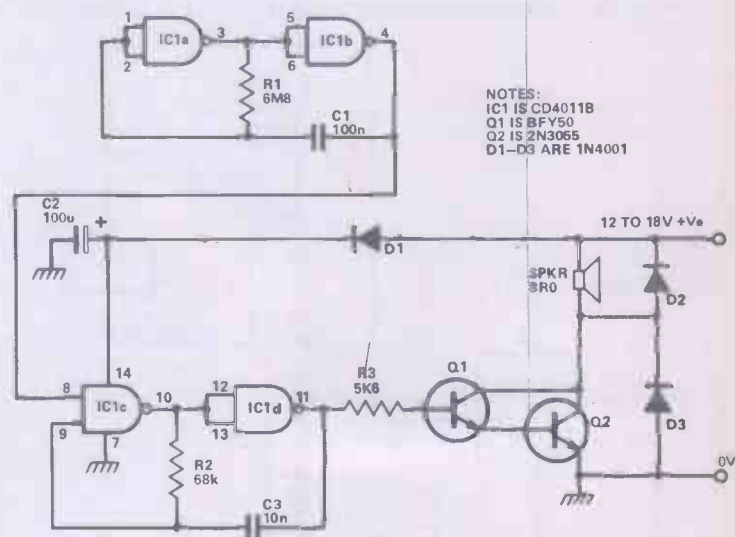 1
2
IC1a
3
5
6
IC1b
4
R1
6M8
C1
100n
NOTES:
IC1 IS CD4011B
Q1 IS BFY50
Q2 IS 2N3055
D1–D3 ARE 1N4001
C2
100u
+
D1
12 TO 18V +Ve
SPKR
8R0
D2
14
8
9
IC1c
7
10
12
13
IC1d
11
R3
5K6
Q1
Q2
D3
0V
R2
68k
C3
10n